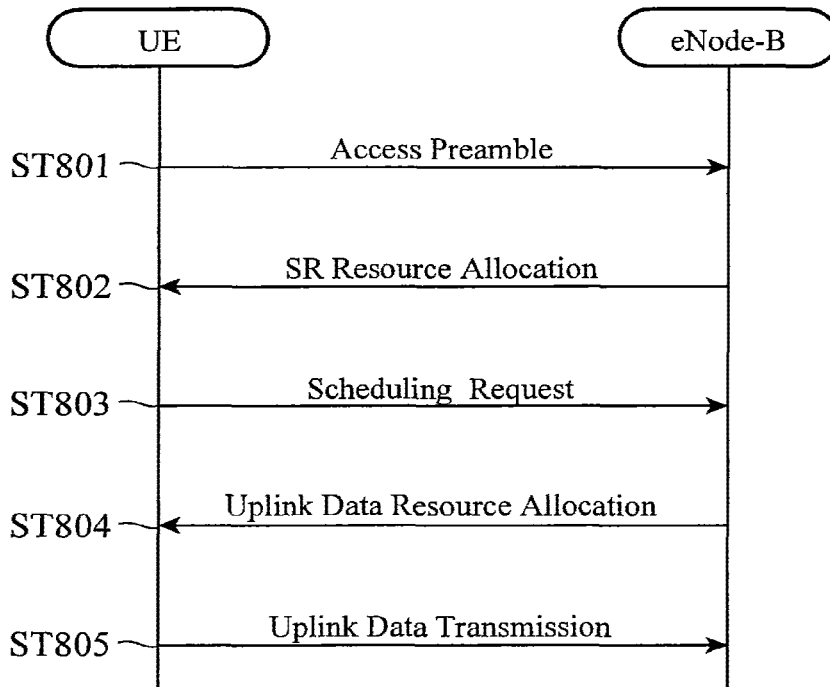 UE
eNode-B
ST801
Access Preamble
ST802
SR Resource Allocation
ST803
Scheduling Request
ST804
Uplink Data Resource Allocation
ST805
Uplink Data Transmission